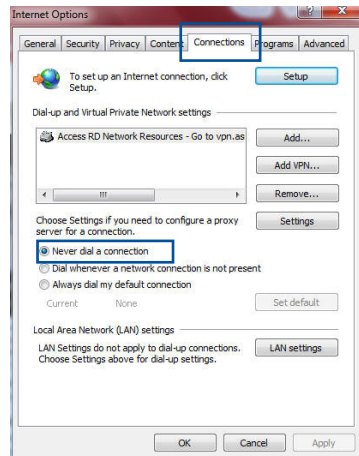 Internet Options
General Security Privacy Content Connections Programs Advanced
To set up an Internet connection, click
Setup.
Setup
Dial-up and Virtual Private Network settings
Access RD Network Resources - Go to vpn.as
Add...
Add VPN...
Remove...
Choose Settings if you need to configure a proxy
server for a connection.
Settings
Never dial a connection
Dial whenever a network connection is not present
Always dial my default connection
Current None
Set default
Local Area Network (LAN) settings
LAN Settings do not apply to dial-up connections.
Choose Settings above for dial-up settings.
LAN settings
OK Cancel Apply